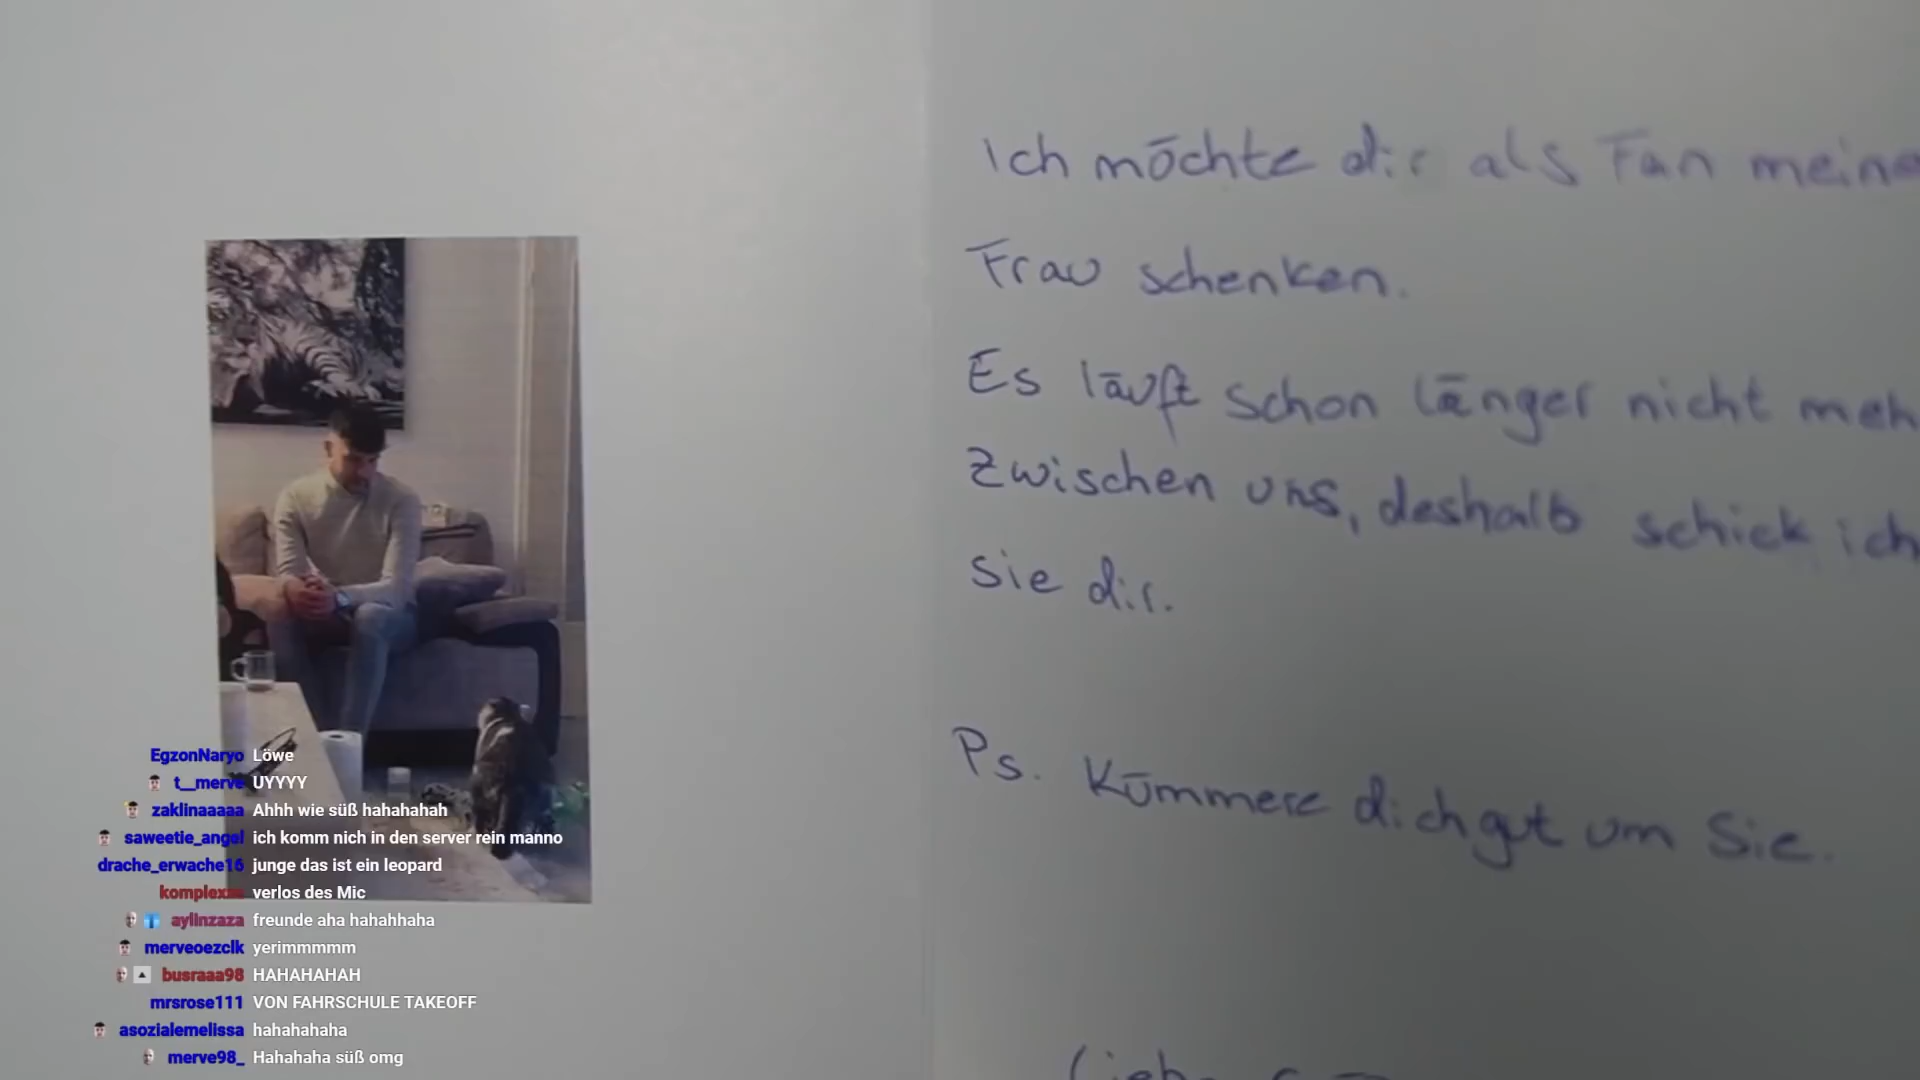 Ich möchte dir als Fan meine
Frau schenken.
Es läuft schon länger nicht meh
Zwischen uns, deshalb schick ich
Sie dir.
Ps. Kümmere dich gut um Sie.
EgzonNaryo Löwe
t__merve UYYYY
zaklinaaaaa Ahhh wie süß hahahahah
saweetie_angel ich komm nich in den server rein manno
drache_erwache16 junge das ist ein leopard
verlos des Mic
aylinzaza freunde aha hahahhaha
merveoezclk yerimmmmm
busraaa98 HAHAHAHAH
mrsrose111 VON FAHRSCHULE TAKEOFF
asozialemelissa hahahahaha
merve98_ Hahahaha süß omg